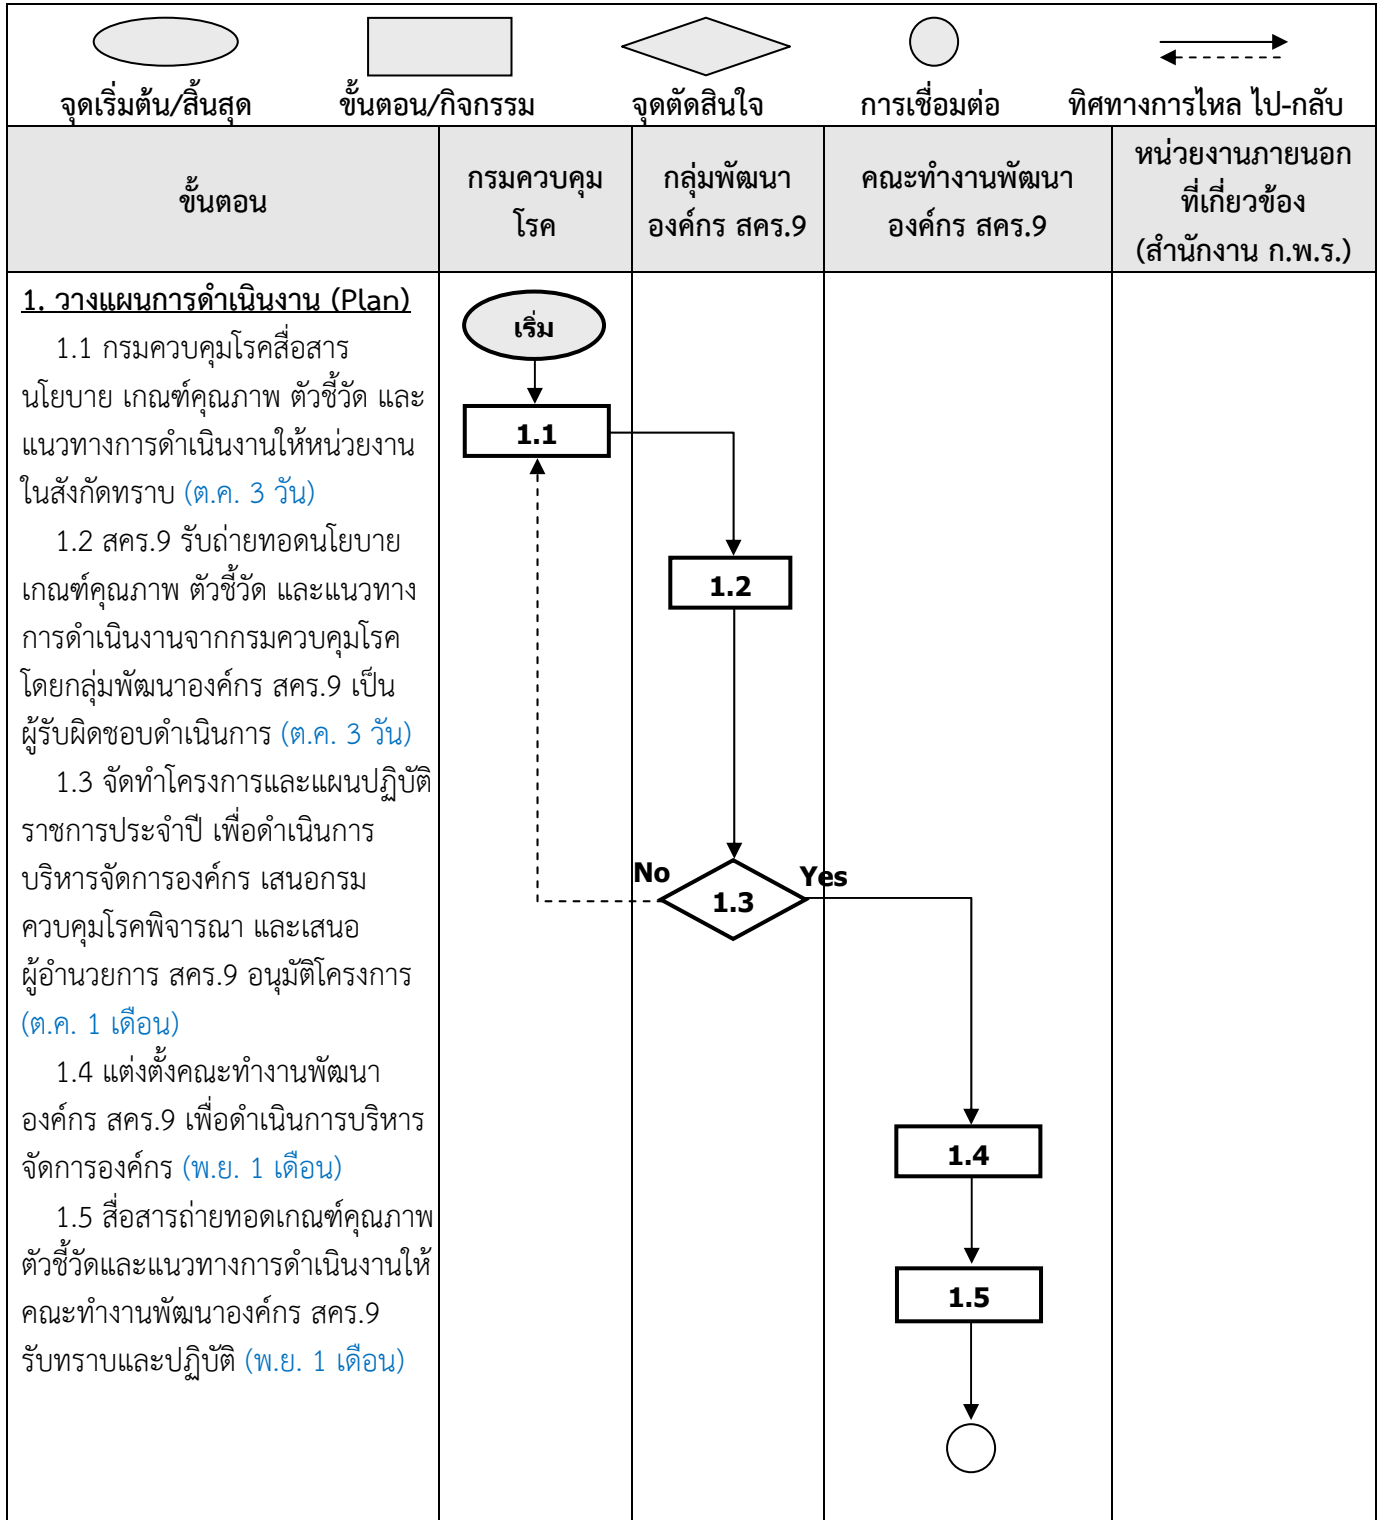 จุดเริ่มต้น/สิ้นสุด ขั้นตอน/กิจกรรม จุดตัดสินใจ การเชื่อมต่อ ทิศทางการไหล ไป-กลับ
ขั้นตอน
กรมควบคุม
โรค
กลุ่มพัฒนา
องค์กร สคร.9
คณะทำงานพัฒนา
องค์กร สคร.9
หน่วยงานภายนอก
ที่เกี่ยวข้อง
(สำนักงาน ก.พ.ร.)
1. วางแผนการดำเนินงาน (Plan)
1.1 กรมควบคุมโรคสื่อสาร
นโยบาย เกณฑ์คุณภาพ ตัวชี้วัด และ
แนวทางการดำเนินงานให้หน่วยงาน
ในสังกัดทราบ (ต.ค. 3 วัน)
1.2 สคร.9 รับถ่ายทอดนโยบาย
เกณฑ์คุณภาพ ตัวชี้วัด และแนวทาง
การดำเนินงานจากกรมควบคุมโรค
โดยกลุ่มพัฒนาองค์กร สคร.9 เป็น
ผู้รับผิดชอบดำเนินการ (ต.ค. 3 วัน)
1.3 จัดทำโครงการและแผนปฏิบัติ
ราชการประจำปี เพื่อดำเนินการ
บริหารจัดการองค์กร เสนอกรม
ควบคุมโรคพิจารณา และเสนอ
ผู้อำนวยการ สคร.9 อนุมัติโครงการ
(ต.ค. 1 เดือน)
1.4 แต่งตั้งคณะทำงานพัฒนา
องค์กร สคร.9 เพื่อดำเนินการบริหาร
จัดการองค์กร (พ.ย. 1 เดือน)
1.5 สื่อสารถ่ายทอดเกณฑ์คุณภาพ
ตัวชี้วัดและแนวทางการดำเนินงานให้
คณะทำงานพัฒนาองค์กร สคร.9
รับทราบและปฏิบัติ (พ.ย. 1 เดือน)
เริ่ม
1.1
1.2
No
1.3
Yes
1.4
1.5